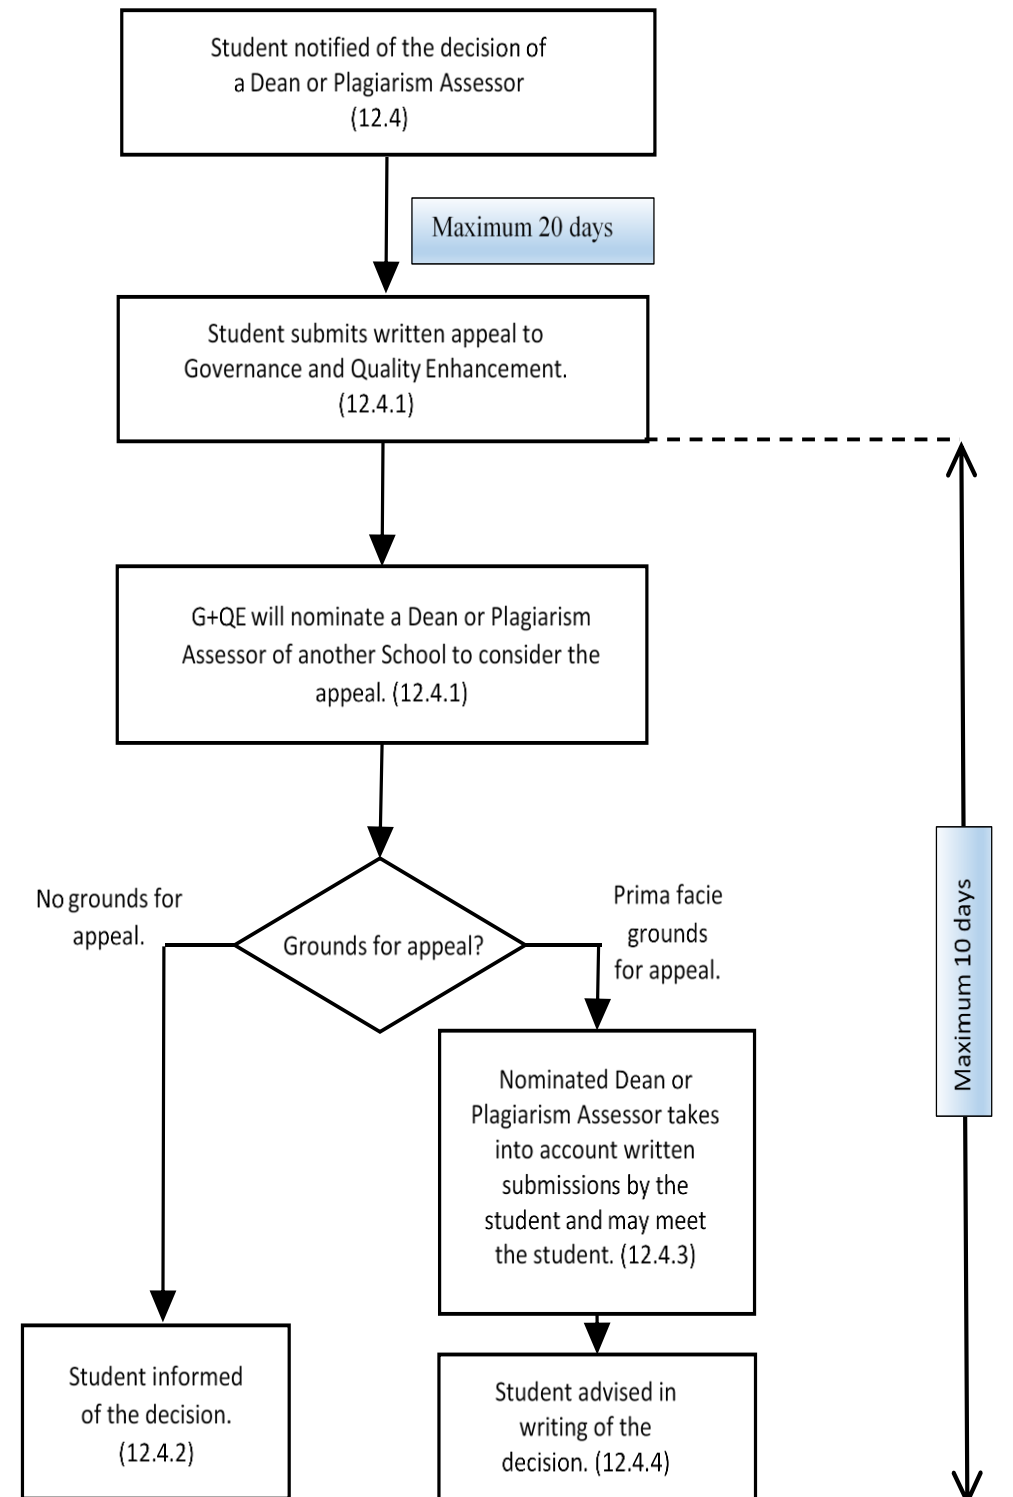 Student notified of the decision of
a Dean or Plagiarism Assessor
(12.4)
Maximum 20 days
Student submits written appeal to
Governance and Quality Enhancement.
(12.4.1)
G+QE will nominate a Dean or Plagiarism
Assessor of another School to consider the
appeal. (12.4.1)
No grounds for
appeal.
Grounds for appeal?
Prima facie
grounds
for appeal.
Maximum 10 days
Nominated Dean or
Plagiarism Assessor takes
into account written
submissions by the
student and may meet
the student. (12.4.3)
Student informed
of the decision.
(12.4.2)
Student advised in
writing of the
decision. (12.4.4)